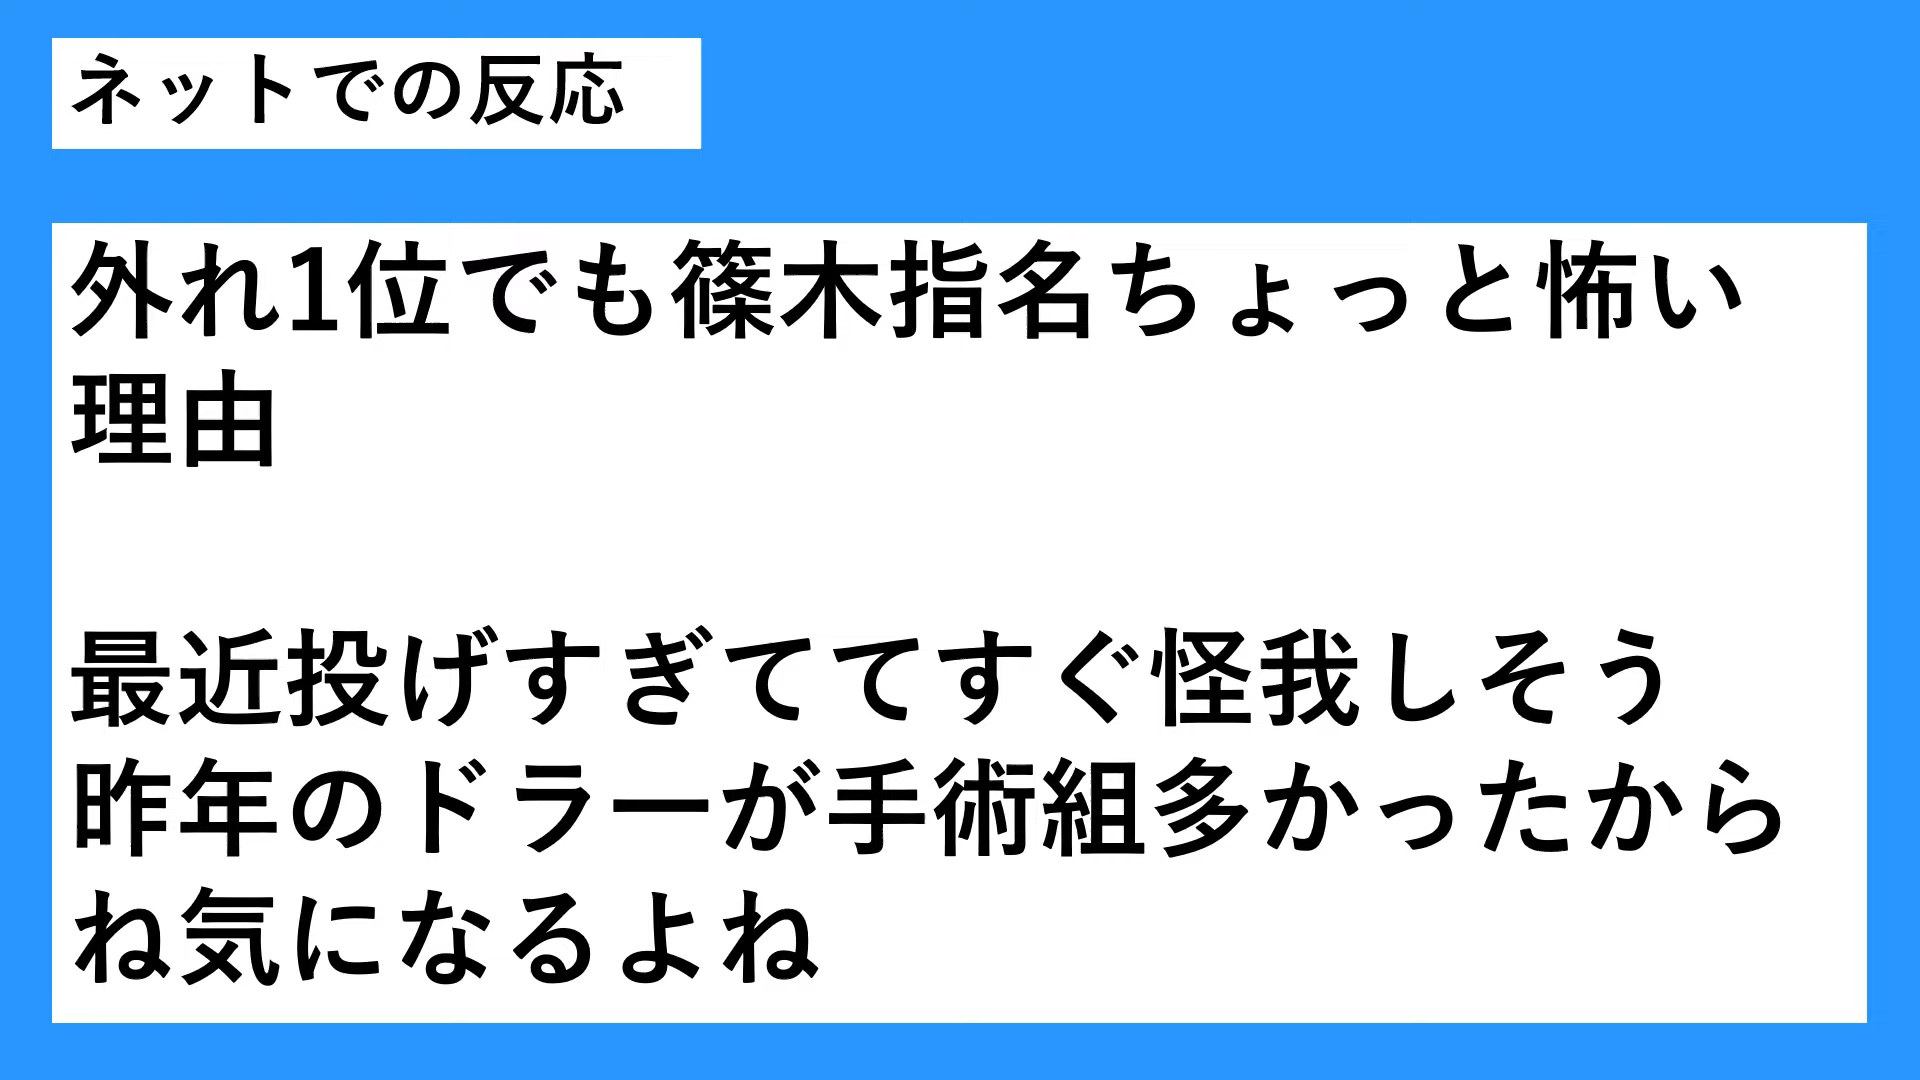 ネットでの反応
外れ1位でも篠木指名ちょっと怖い
理由
最近投げすぎててすぐ怪我しそう
昨年のドラ一が手術組多かったから
ね気になるよね